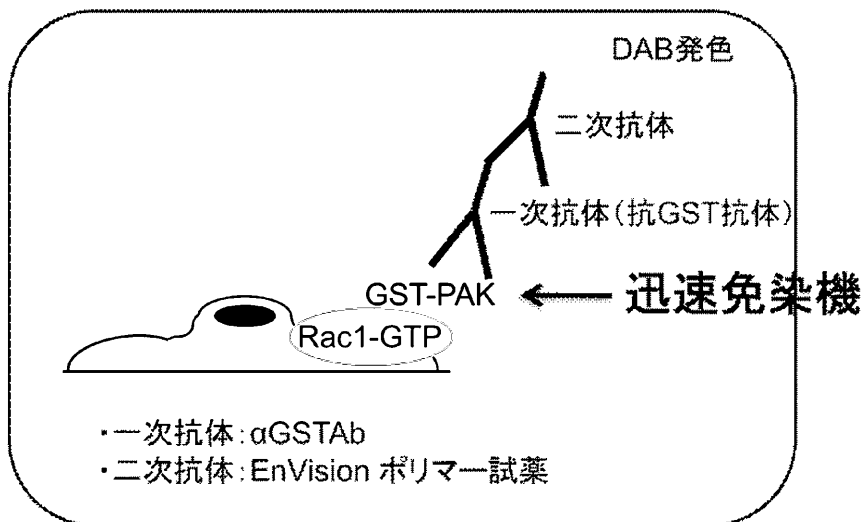 DAB発色
二次抗体
一次抗体(抗GST抗体)
GST-PAK
迅速免染機
Rac1-GTP
・一次抗体:αGSTAb
・二次抗体:EnVision ポリマー試薬